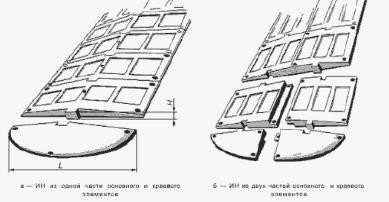 H
L
а — ИН из одной части основного и краевого
элементов
Б — ИН из двух частей основного и краевого
элементов